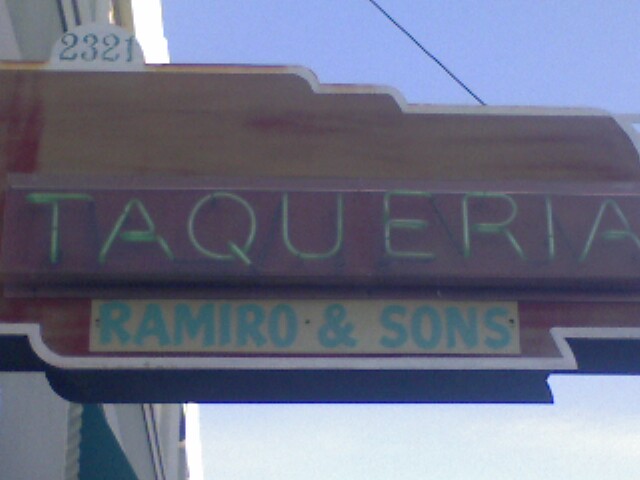 2321
TAQUERIA
RAMIRO & SONS